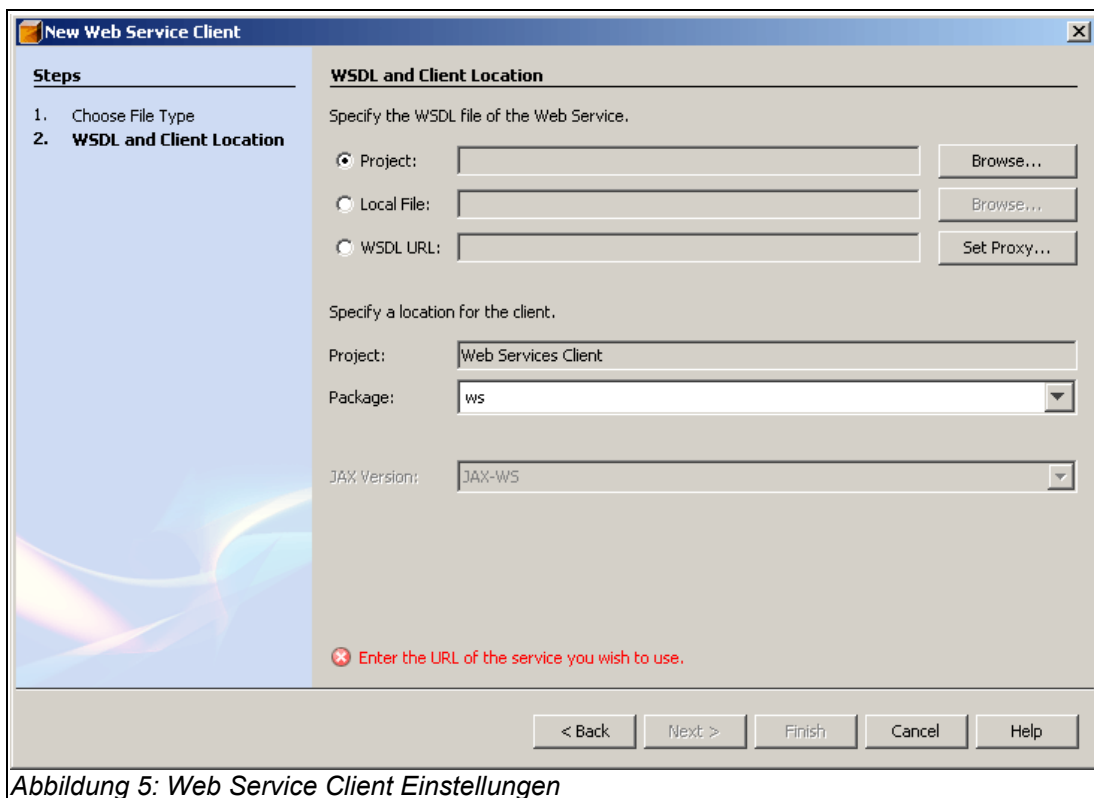 New Web Service Client
Steps
1. Choose File Type
2. WSDL and Client Location
WSDL and Client Location
Specify the WSDL file of the Web Service.
Project: Browse...
Local File: Browse...
WSDL URL: Set Proxy...
Specify a location for the client.
Project: Web Services Client
Package: ws
JAX Version: JAX-WS
Enter the URL of the service you wish to use.
< Back Next > Finish Cancel Help
Abbildung 5: Web Service Client Einstellungen